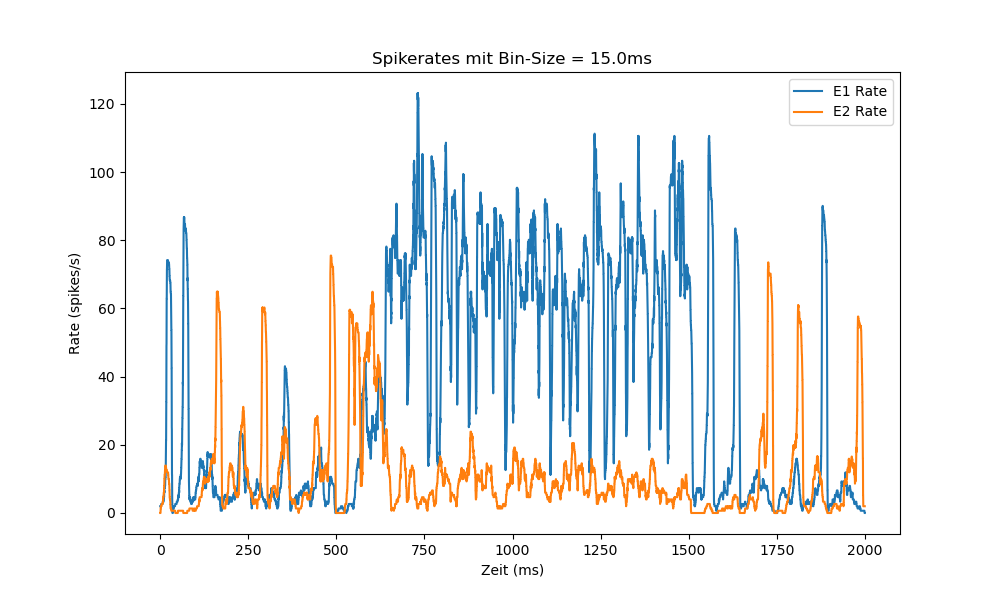 Spikerates mit Bin-Size = 15.0ms
E1 Rate
E2 Rate
120
100
80
60
40
20
0
Rate (spikes/s)
0 250 500 750 1000 1250 1500 1750 2000
Zeit (ms)